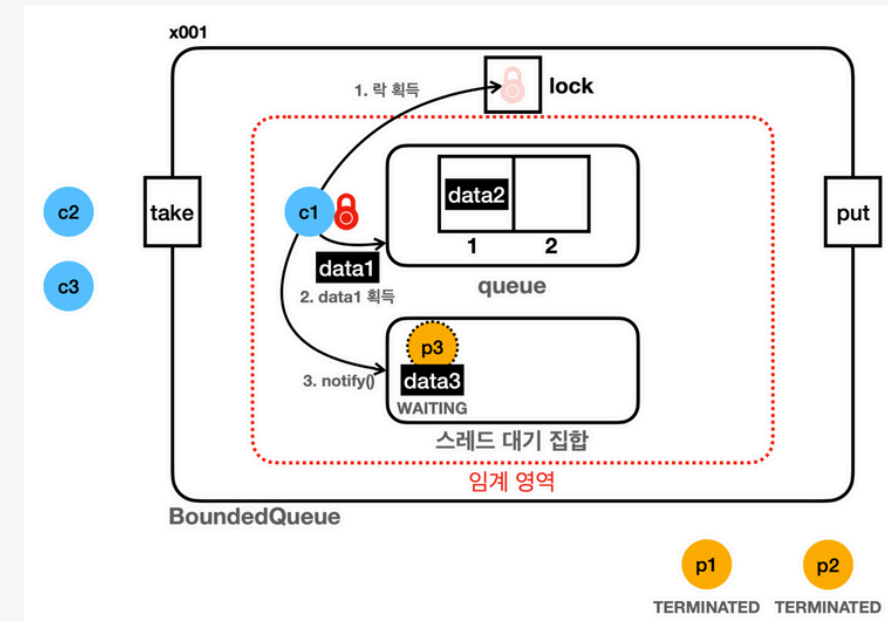 x001
1. 락 획득
lock
c2
take
c1
data2
put
1
2
c3
data1
queue
2. data1 획득
p3
3. notify()
data3
WAITING
스레드 대기 집합
임계 영역
BoundedQueue
p1
p2
TERMINATED
TERMINATED